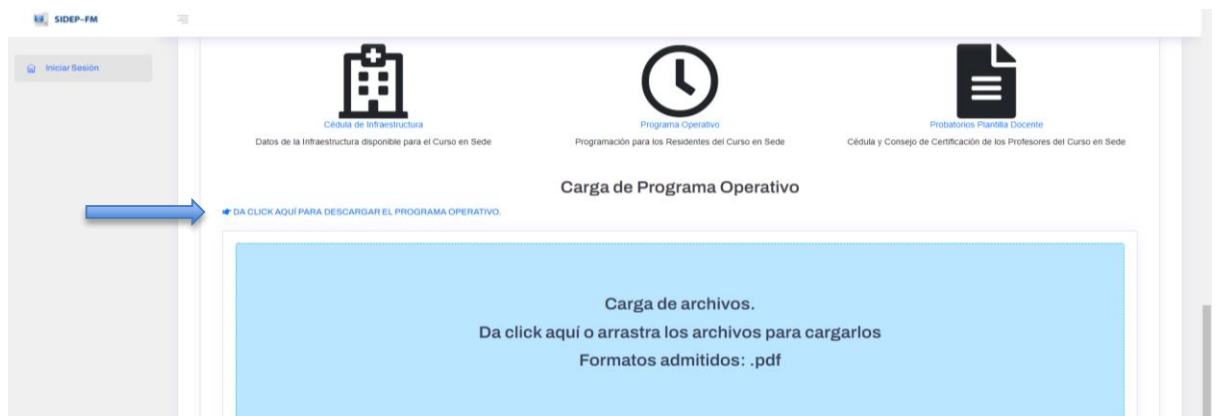 SIDEP-FM
Iniciar Sesión
Cédula de Infraestructura
Programa Operativo
Probatorios Plantilla Docente
Datos de la Infraestructura disponible para el Curso en Sede
Programación para los Residentes del Curso en Sede
Cédula y Consejo de Certificación de los Profesores del Curso en Sede
Carga de Programa Operativo
DA CLICK AQUÍ PARA DESCARGAR EL PROGRAMA OPERATIVO.
Carga de archivos.
Da click aquí o arrastra los archivos para cargarlos
Formatos admitidos: .pdf